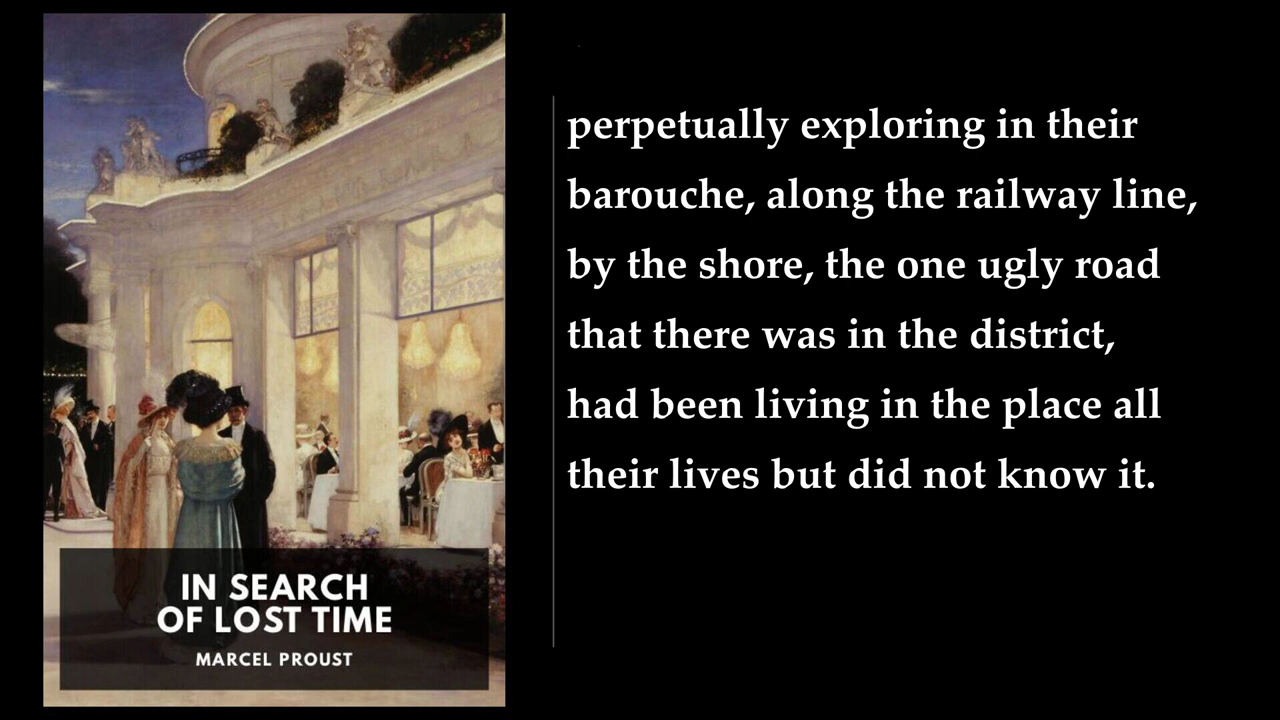 perpetually exploring in their
barouche, along the railway line,
by the shore, the one ugly road
that there was in the district,
had been living in the place all
their lives but did not know it.
IN SEARCH
OF LOST TIME
MARCEL PROUST